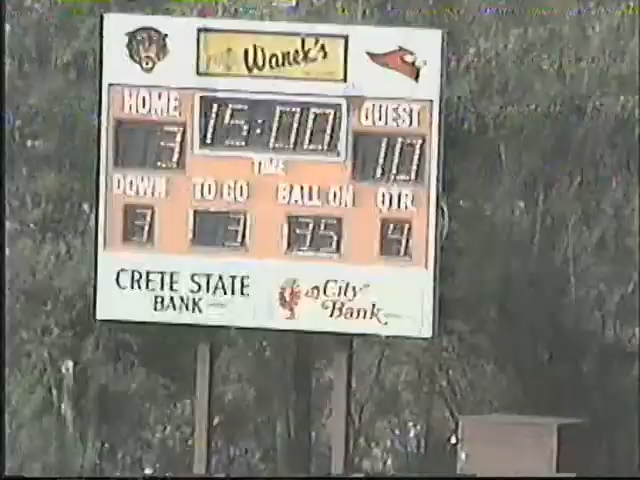 Wanek's
HOME 15:00 GUEST
3 TIME 10
DOWN TO GO BALL ON QTR
3 3 35 4
CRETE STATE
BANK
City
Bank